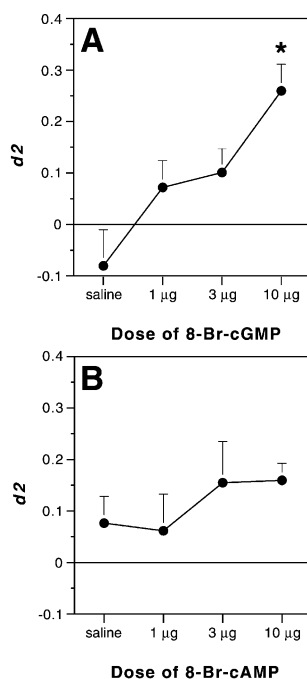 A
0.4
0.3
0.2
0.1
0
-0.1
d2
*
saline 1 µg 3 µg 10 µg
Dose of 8-Br-cGMP
B
0.4
0.3
0.2
0.1
0
-0.1
d2
saline 1 µg 3 µg 10 µg
Dose of 8-Br-cAMP